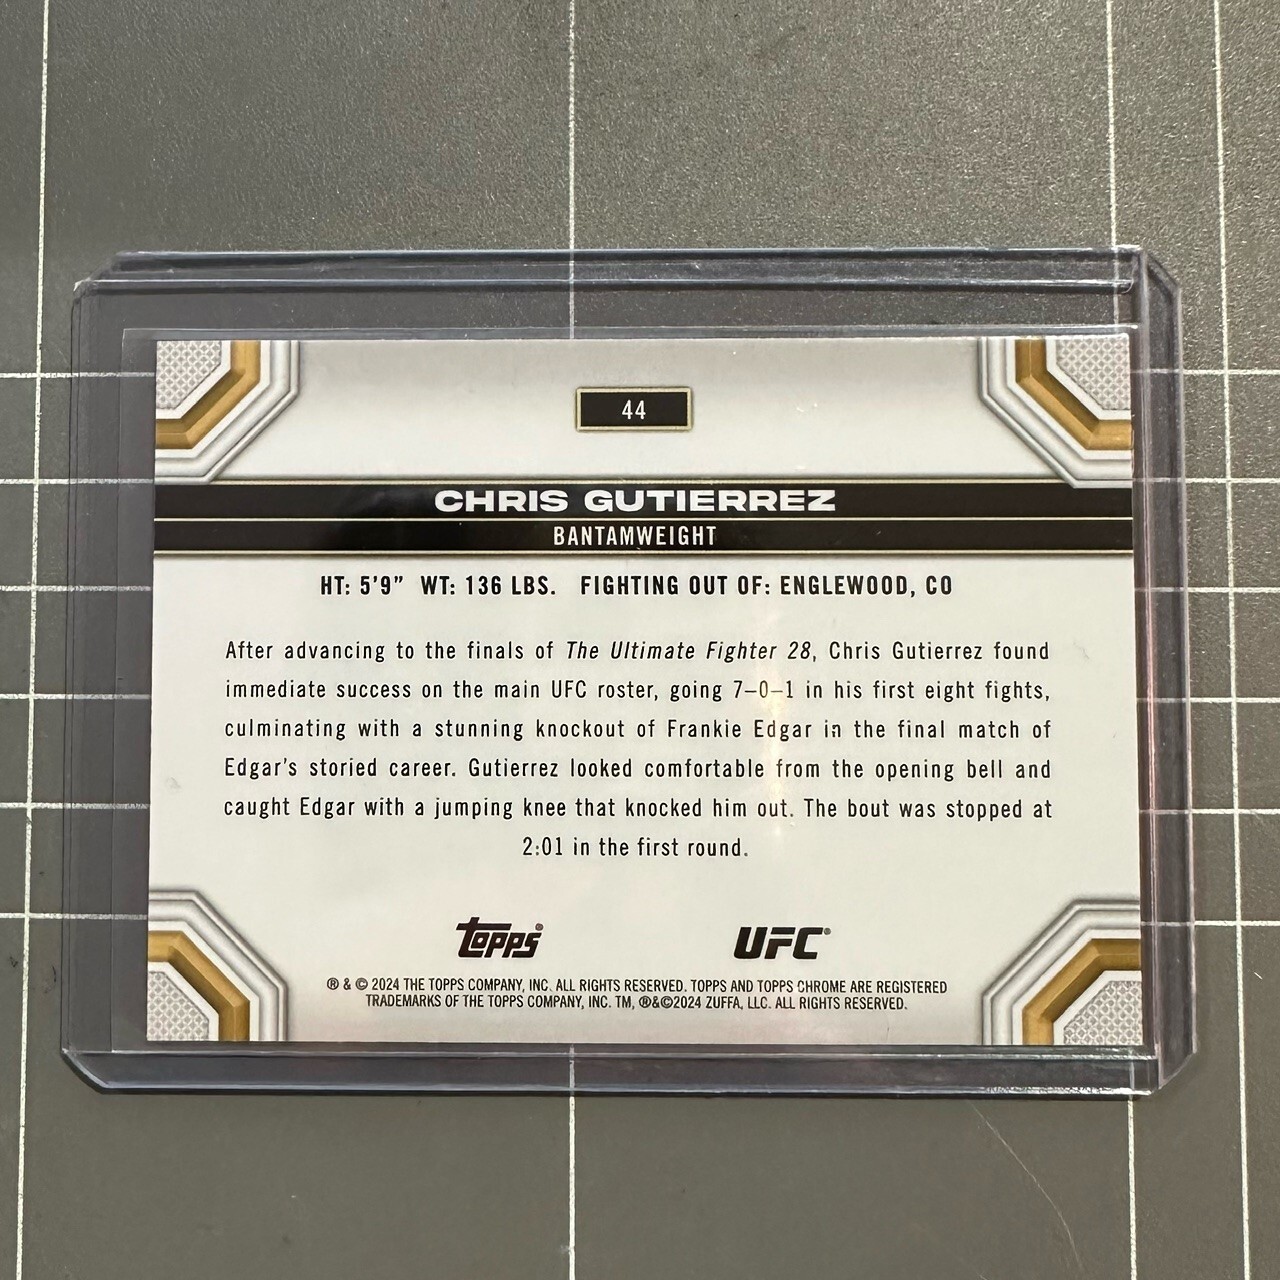 44
CHRIS GUTIERREZ
BANTAMWEIGHT
HT: 5'9” WT: 136 LBS. FIGHTING OUT OF: ENGLEWOOD, CO
After advancing to the finals of The Ultimate Fighter 28, Chris Gutierrez found
immediate success on the main UFC roster, going 7–0–1 in his first eight fights,
culminating with a stunning knockout of Frankie Edgar in the final match of
Edgar's storied career. Gutierrez looked comfortable from the opening bell and
caught Edgar with a jumping knee that knocked him out. The bout was stopped at
2:01 in the first round.
Topps® UFC®
® & © 2024 THE TOPPS COMPANY, INC. ALL RIGHTS RESERVED. TOPPS AND TOPPS CHROME ARE REGISTERED
TRADEMARKS OF THE TOPPS COMPANY, INC. TM, ®&©2024 ZUFFA, LLC. ALL RIGHTS RESERVED.